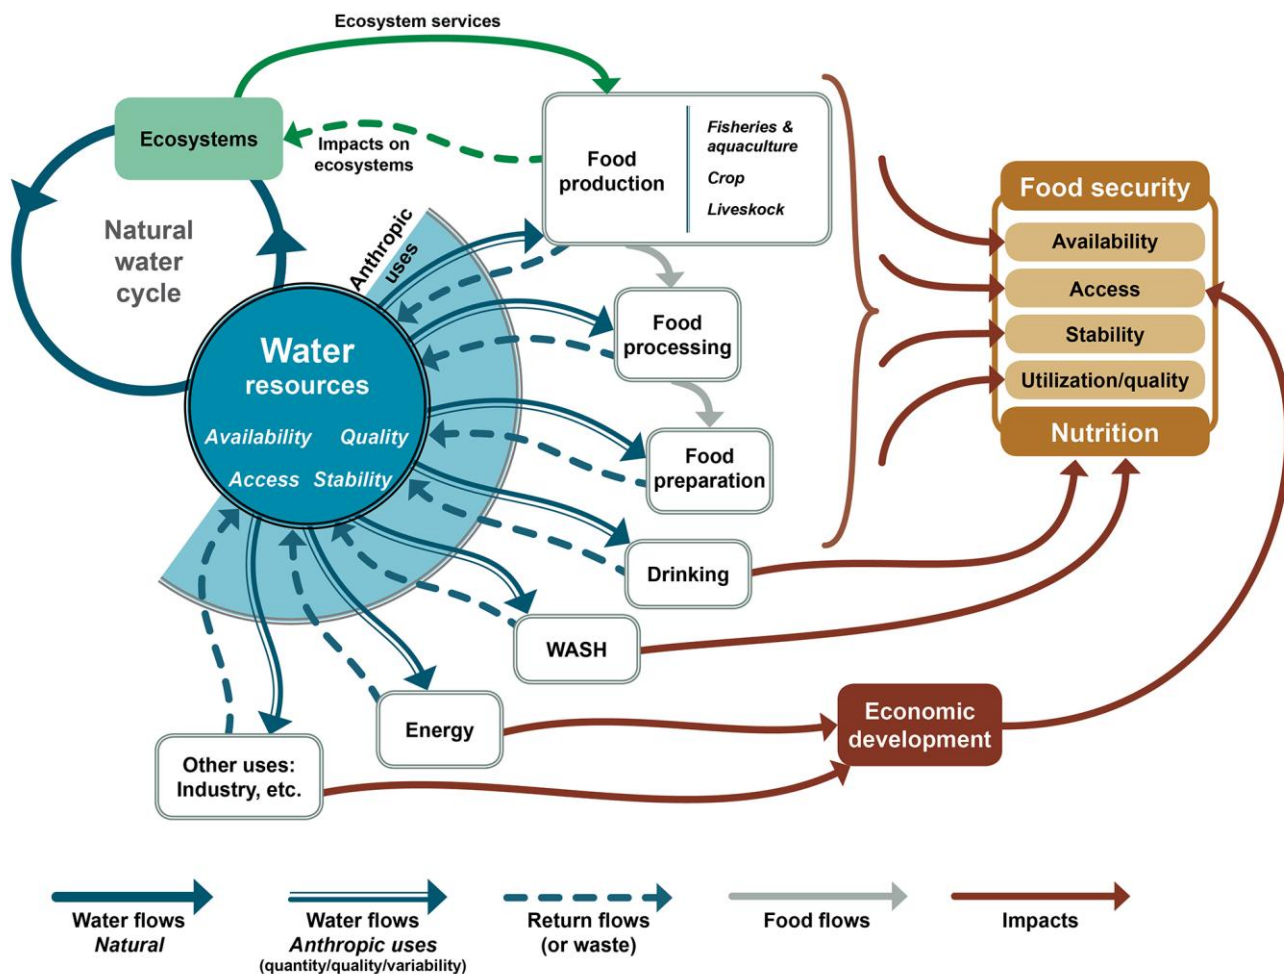 Ecosystem services
Ecosystems
Impacts on
ecosystems
Food
production
Fisheries &
aquaculture
Crop
Liveskock
Natural
water
cycle
Anthropic
uses
Water
resources
Availability
Quality
Access
Stability
Food
processing
Food
preparation
Drinking
WASH
Energy
Other uses:
Industry, etc.
Economic
development
Food security
Availability
Access
Stability
Utilization/quality
Nutrition
Water flows
Natural
Water flows
Anthropic uses
(quantity/quality/variability)
Return flows
(or waste)
Food flows
Impacts